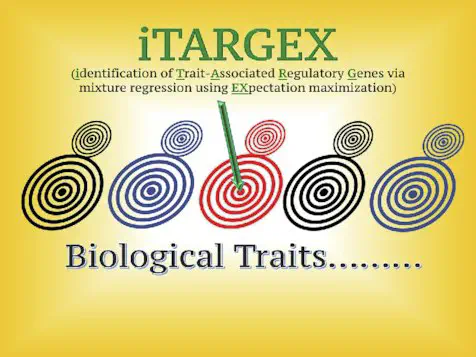 iTARGEX
(identification of Trait-Associated Regulatory Genes via
mixture regression using EXpectation maximization)
Biological Traits.........